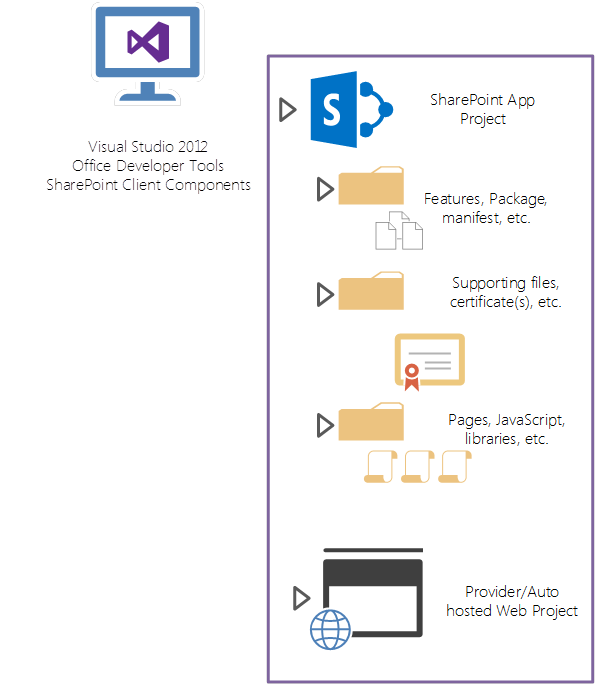 Visual Studio 2012
Office Developer Tools
SharePoint Client Components
S
SharePoint App
Project
Features, Package,
manifest, etc.
Supporting files,
certificate(s), etc.
Pages, JavaScript,
libraries, etc.
Provider/Auto
hosted Web Project